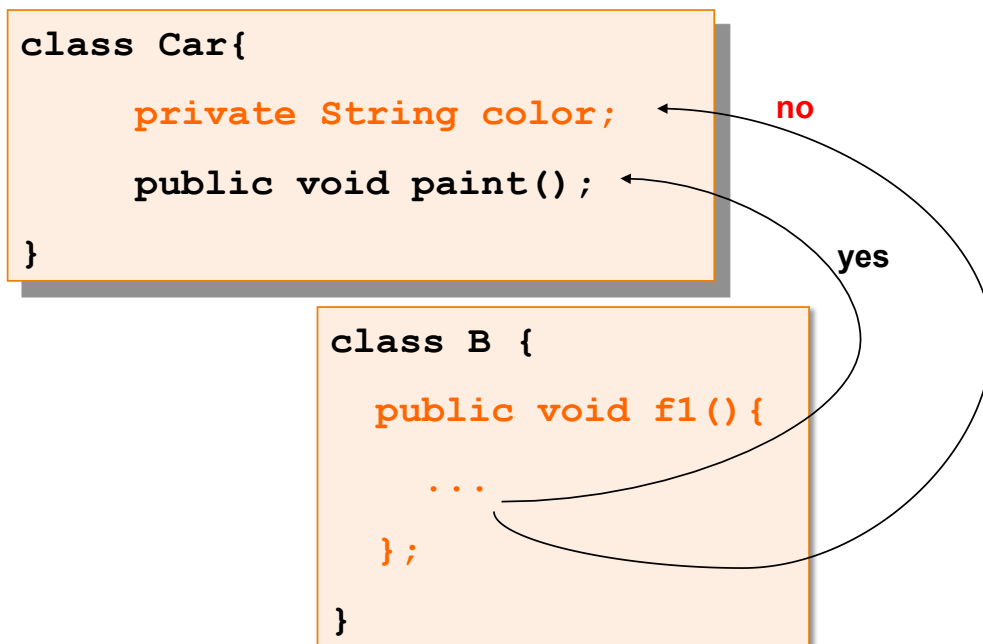 class Car{
private String color;
no
public void paint();
}
yes
class B {
public void f1(){
...
};
}